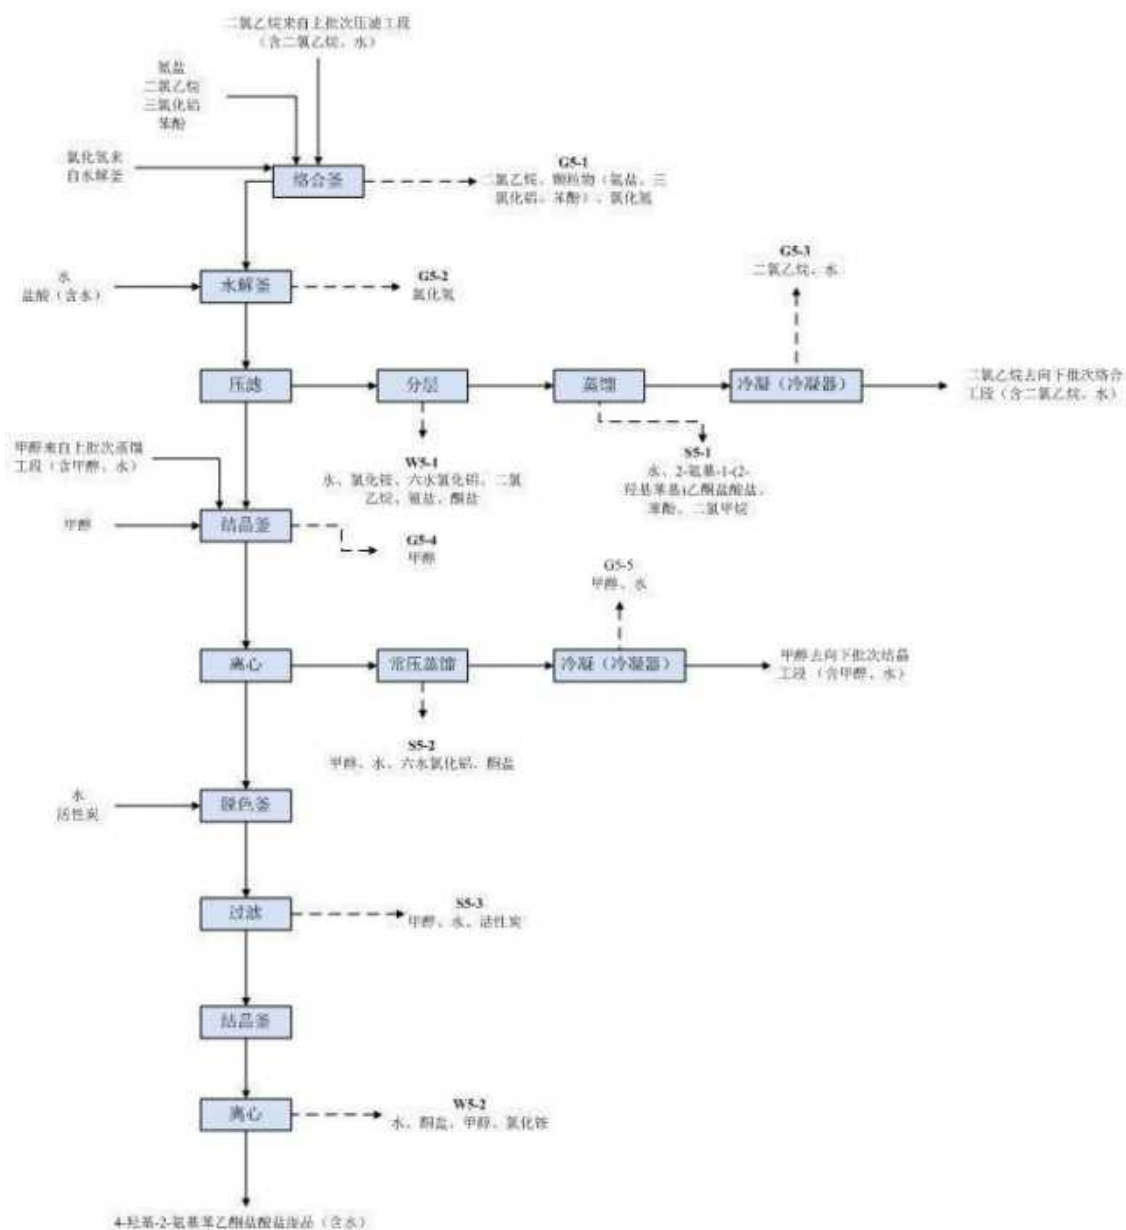 二氯乙烷来自上批次压滤工段
（含二氯乙烷、水）
氨盐
二氯乙烷
三氯化铝
苯酚
氯化氢来
自水解釜
络合釜
G5-1
二氯乙烷、颗粒物（氨盐、三
氯化铝、苯酚）、氯化氢
水
盐酸（含水）
水解釜
G5-2
氯化氢
G5-3
二氯乙烷、水
压滤
分层
蒸馏
冷凝（冷凝器）
二氯乙烷去向下批次络合
工段（含二氯乙烷、水）
W5-1
水、氯化铵、六水氯化铝、二氯
乙烷、氨盐、酮盐
S5-1
水、2-氨基-1-(2-
羟基苯基)乙酮盐酸盐、
苯酚、二氯甲烷
甲醇来自上批次蒸馏
工段（含甲醇、水）
甲醇
结晶釜
G5-4
甲醇
G5-5
甲醇、水
离心
常压蒸馏
冷凝（冷凝器）
甲醇去向下批次结晶
工段（含甲醇、水）
S5-2
甲醇、水、六水氯化铝、酮盐
水
活性炭
脱色釜
过滤
S5-3
甲醇、水、活性炭
结晶釜
离心
W5-2
水、酮盐、甲醇、氯化铵
4-羟基-2-氨基苯乙酮盐酸盐湿品（含水）